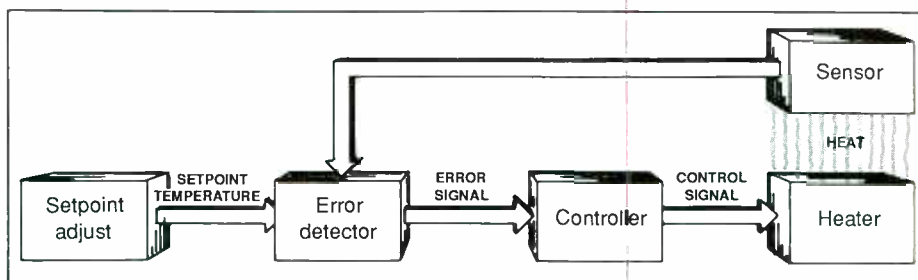 Sensor
HEAT
SETPOINT
TEMPERATURE
ERROR
SIGNAL
CONTROL
SIGNAL
Setpoint
adjust
Error
detector
Controller
Heater